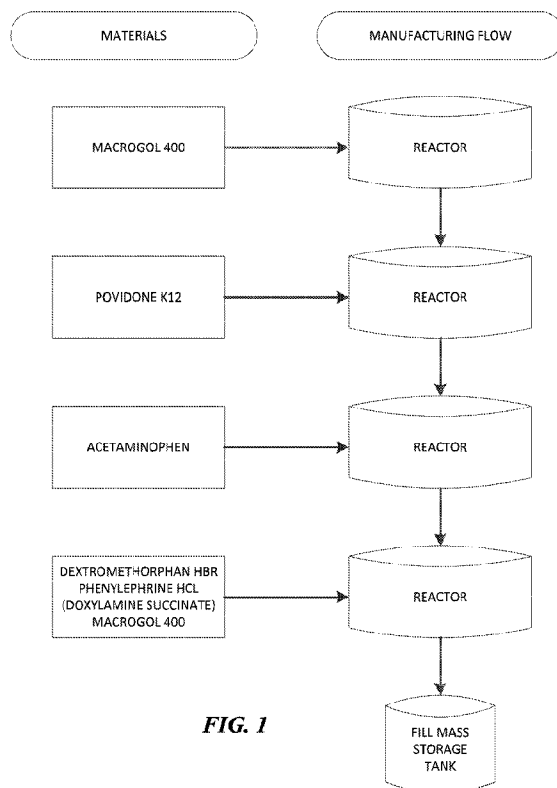 MATERIALS
MANUFACTURING FLOW
MACROGOL 400
REACTOR
POVIDONE K12
REACTOR
ACETAMINOPHEN
REACTOR
DEXTROMETHORPHAN HBR
PHENYLEPHRINE HCL
(DOXYLAMINE SUCCINATE)
MACROGOL 400
REACTOR
FILL MASS
STORAGE
TANK
FIG. 1